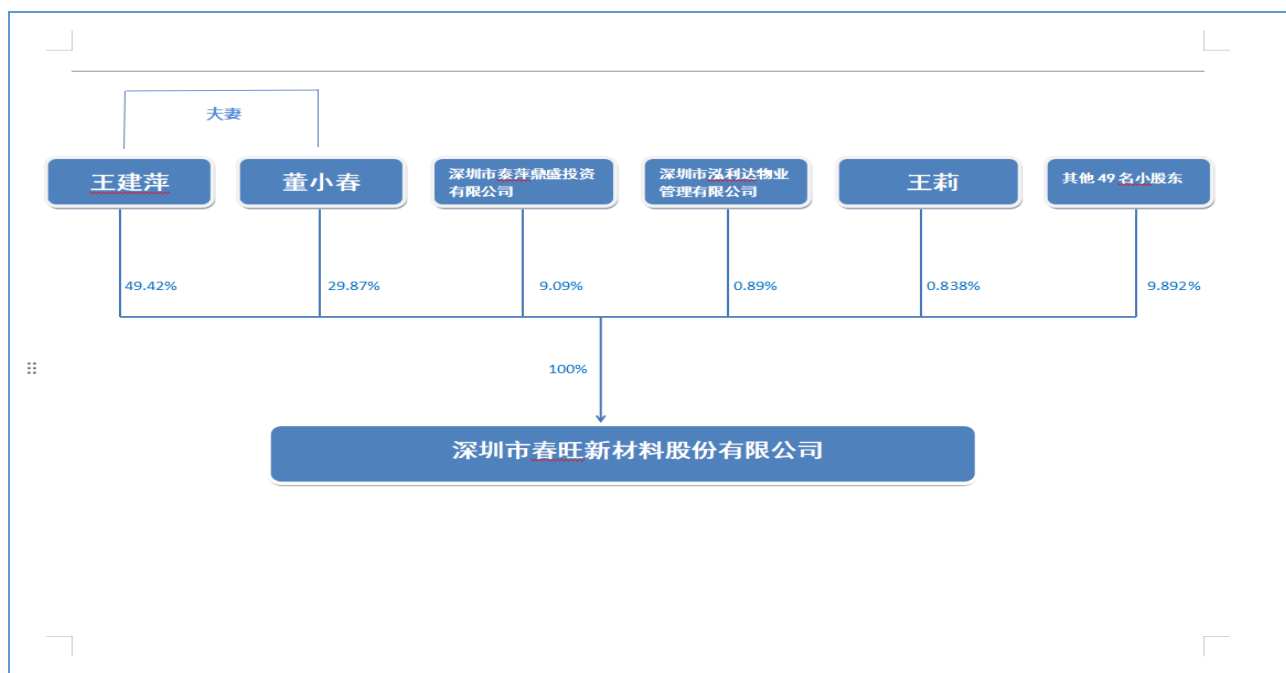 夫妻
王建萍
董小春
深圳市泰萍鼎盛投资
有限公司
深圳市泓利达物业
管理有限公司
王莉
其他 49 名小股东
49.42%
29.87%
9.09%
0.89%
0.838%
9.892%
100%
深圳市春旺新材料股份有限公司